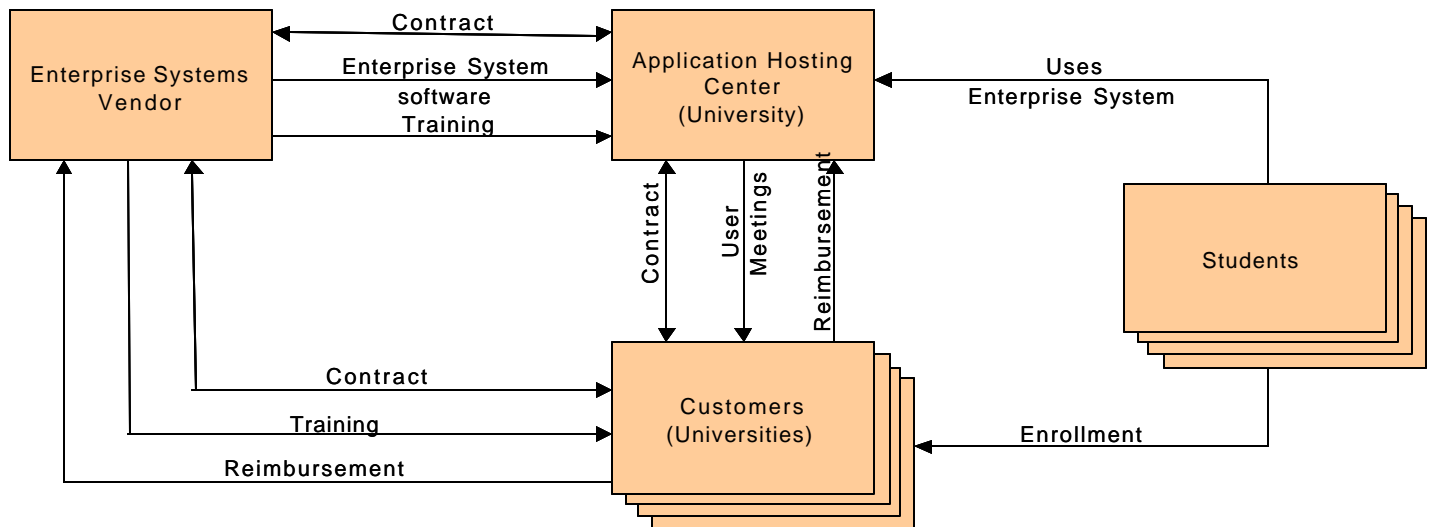 Contract
Enterprise Systems
Vendor
Enterprise System
software
Training
Application Hosting
Center
(University)
Uses
Enterprise System
Contract
User
Meetings
Reimbursement
Students
Contract
Training
Reimbursement
Customers
(Universities)
Enrollment